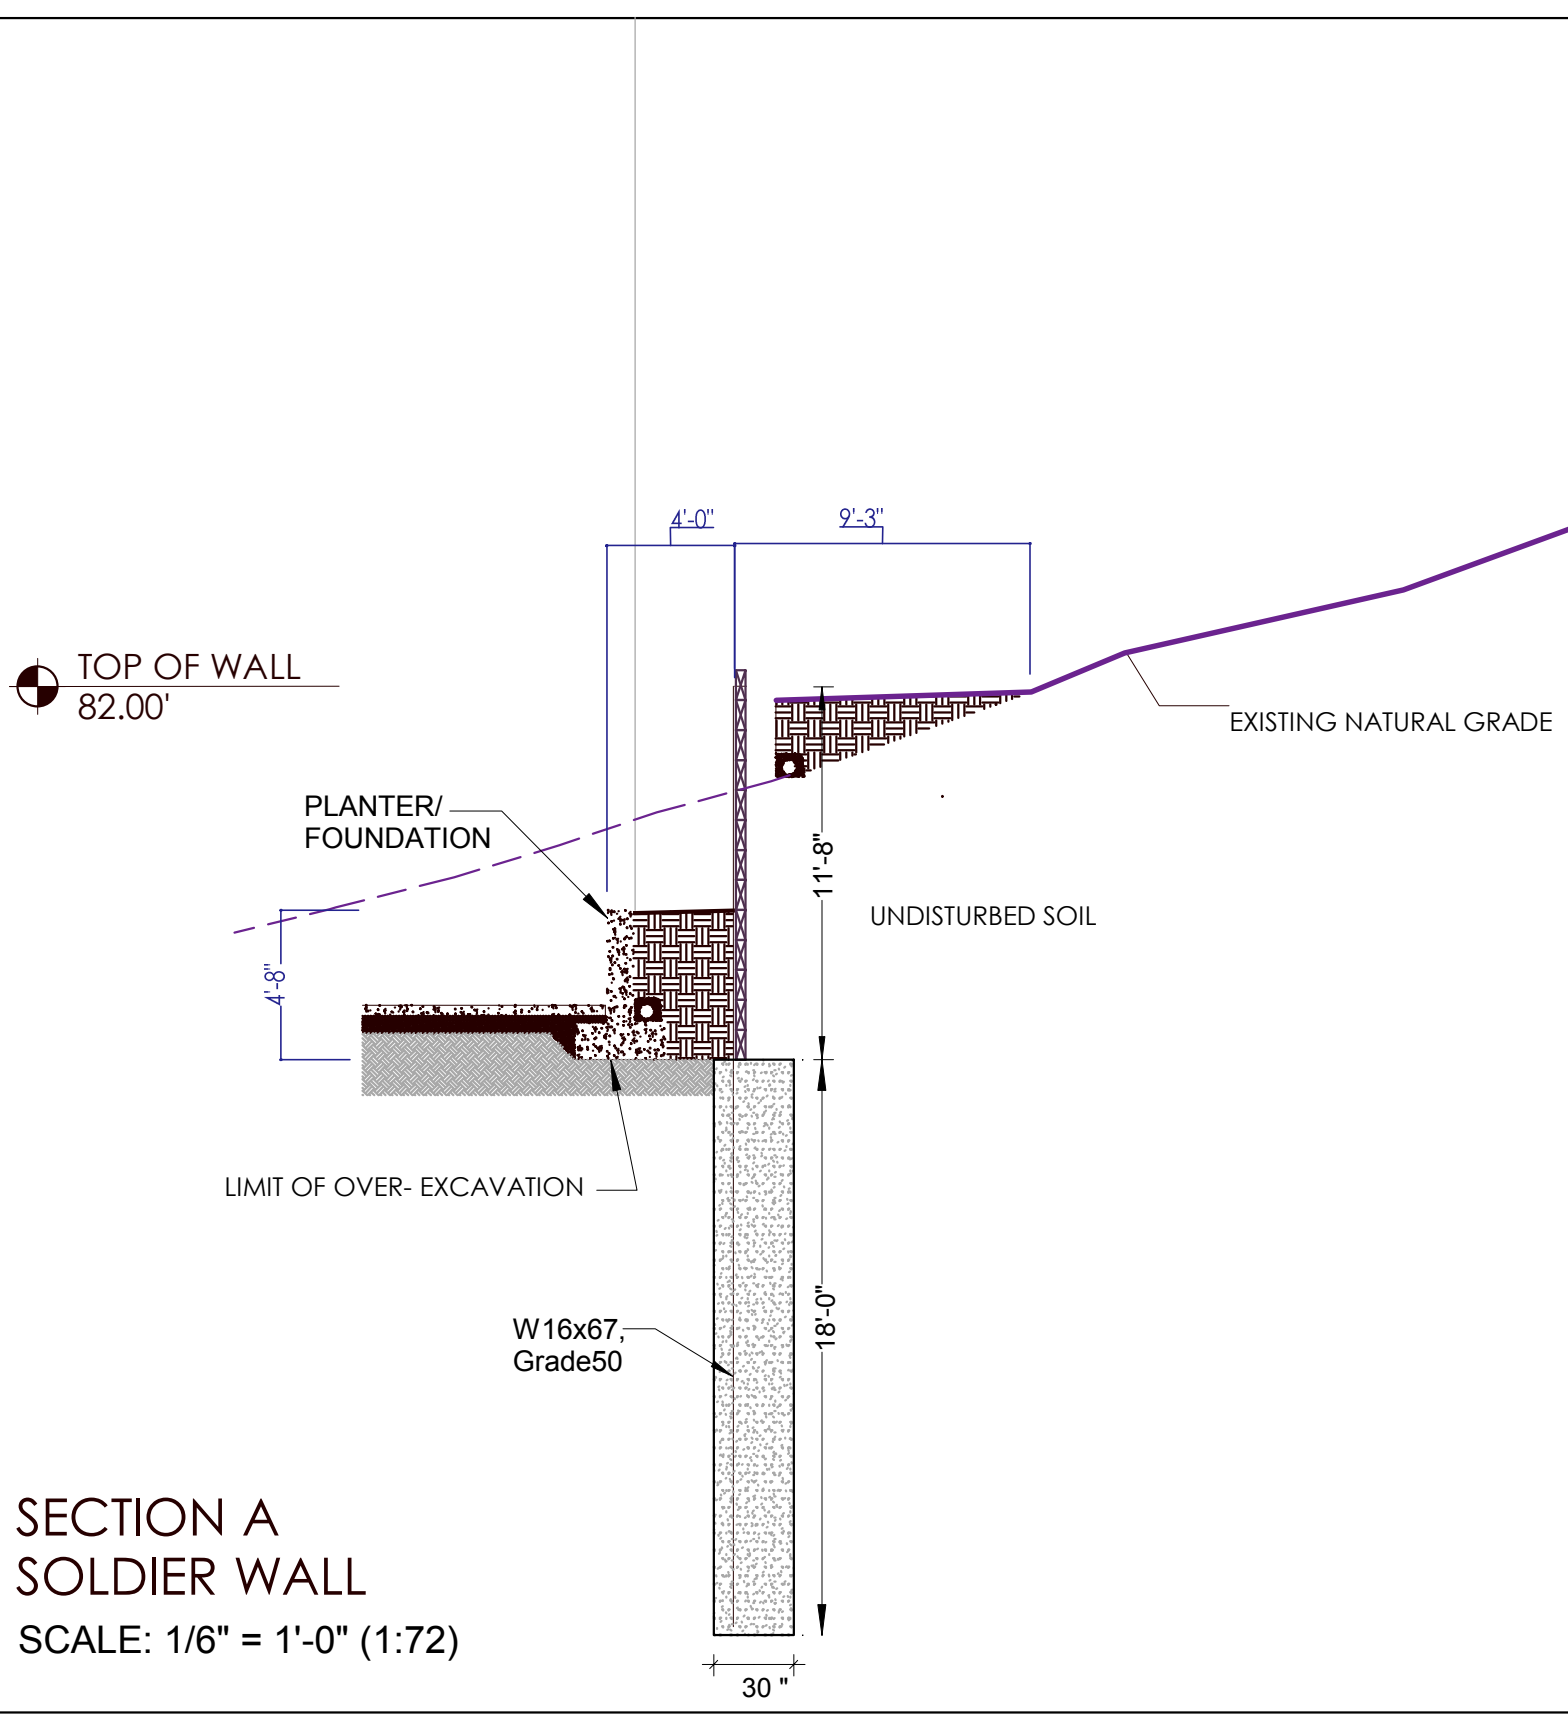 4'-0"
9'-3"
TOP OF WALL
82.00'
EXISTING NATURAL GRADE
PLANTER/
FOUNDATION
11'-8"
UNDISTURBED SOIL
4'-8"
LIMIT OF OVER- EXCAVATION
W16x67,
Grade50
18'-0"
SECTION A
SOLDIER WALL
SCALE: 1/6" = 1'-0" (1:72)
30 "